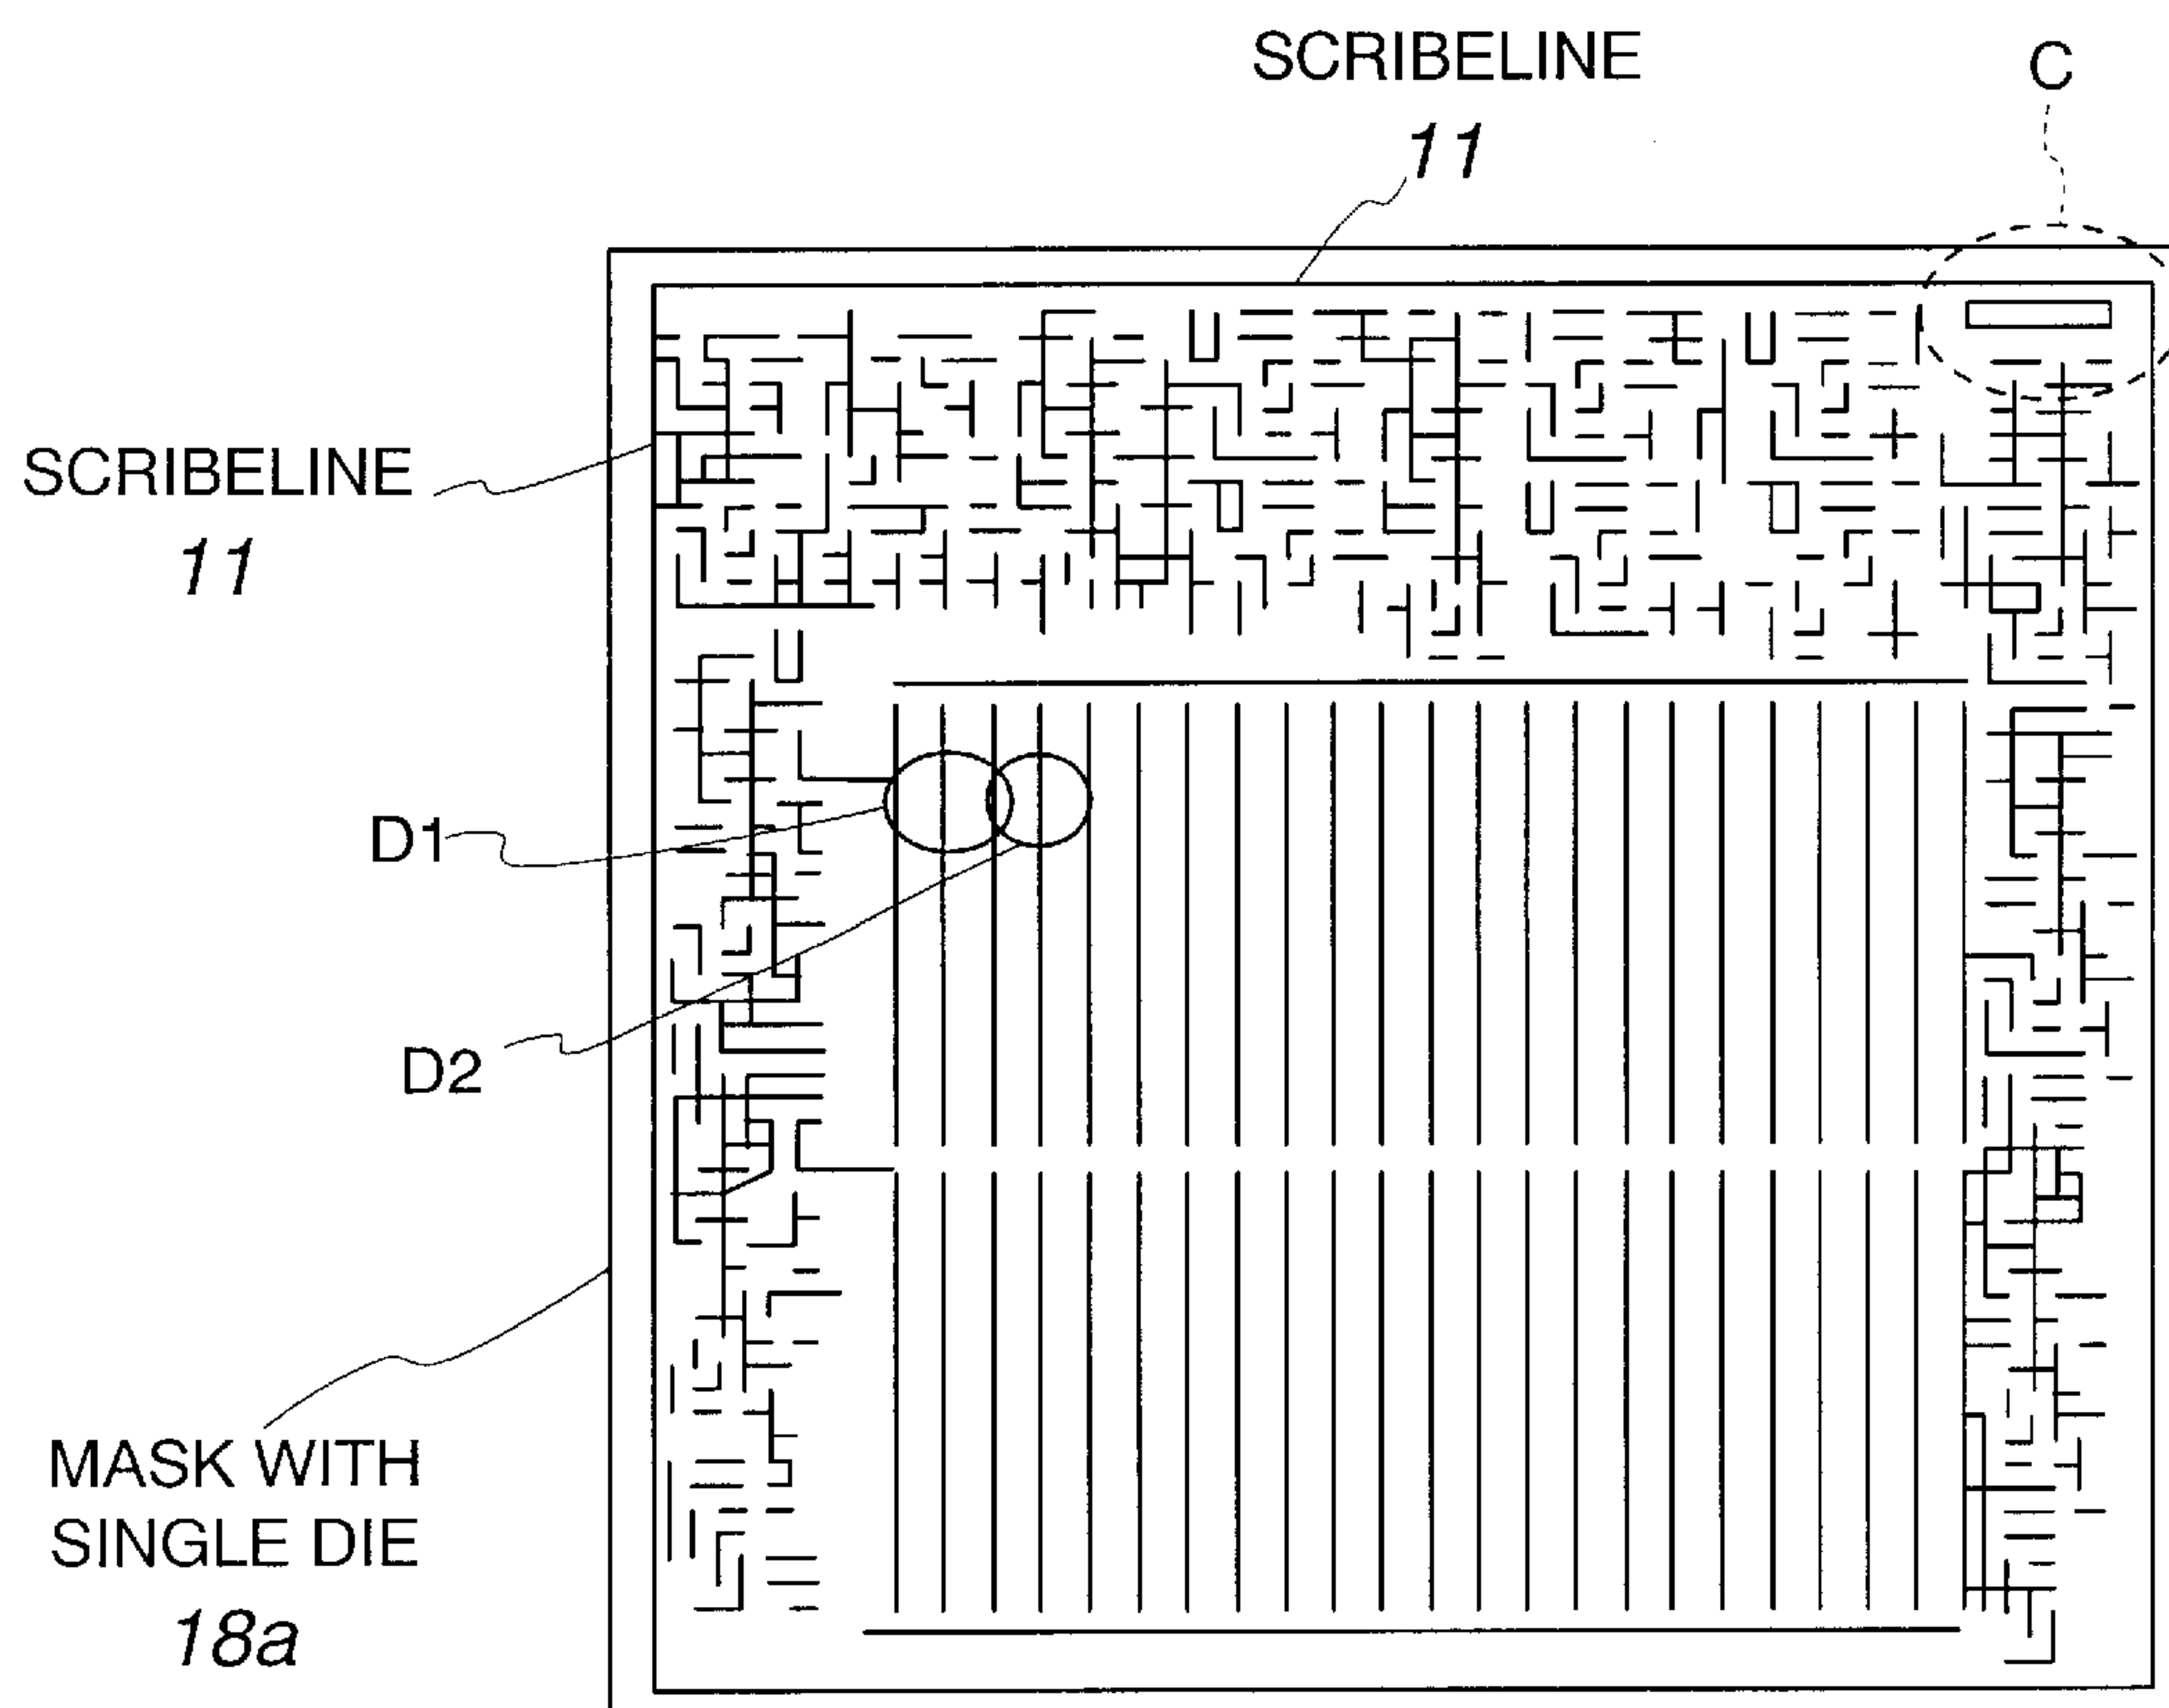 SCRIBELINE
11
C
SCRIBELINE
11
D1
D2
MASK WITH
SINGLE DIE
18a